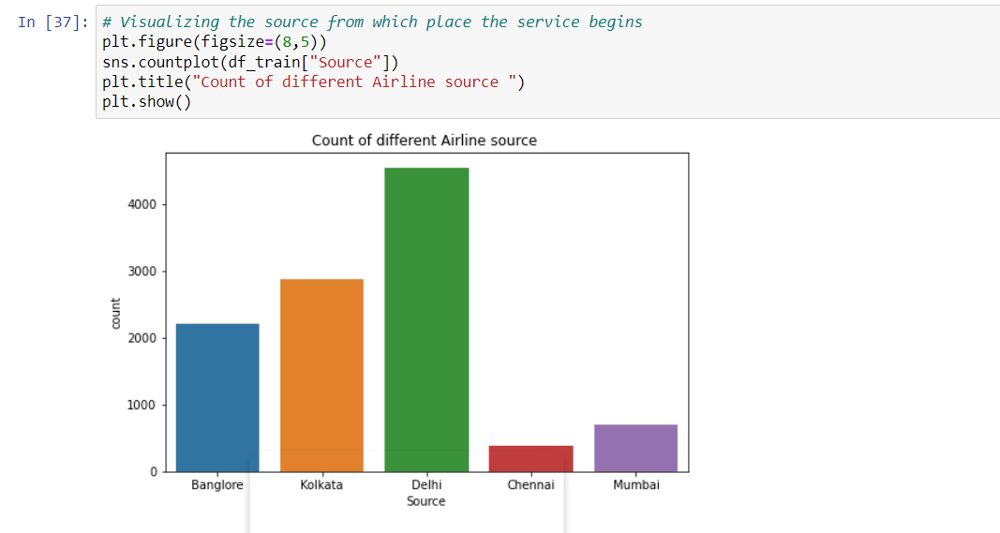 In [37]: # Visualizing the source from which place the service begins
plt.figure(figsize=(8,5))
sns.countplot(df_train["Source"])
plt.title("Count of different Airline source ")
plt.show()
Count of different Airline source
4000
3000
count
2000
1000
0
Banglore Kolkata Delhi Chennai Mumbai
Source